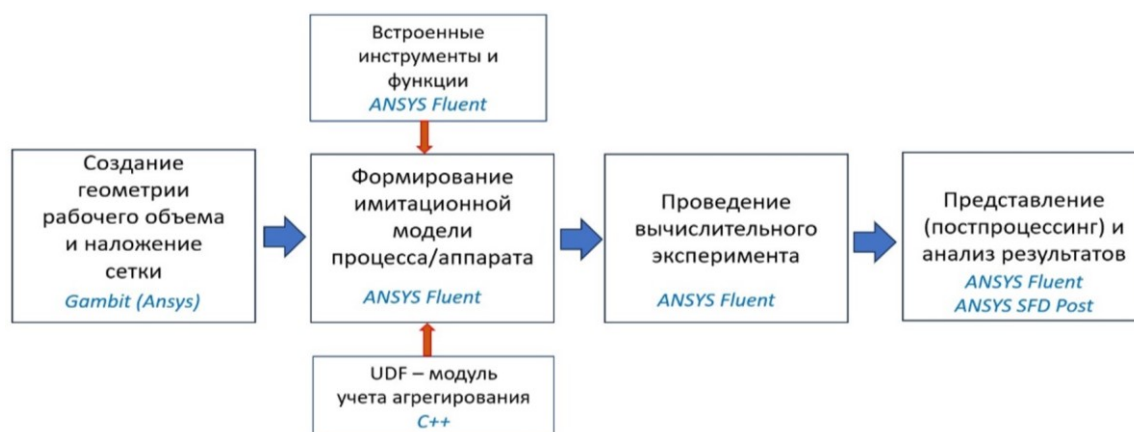 Встроенные
инструменты и
функции
ANSYS Fluent
Создание
геометрии
рабочего объема
и наложение
сетки
Gambit (Ansys)
Формирование
имитационной
модели
процесса/аппарата
ANSYS Fluent
Проведение
вычислительного
эксперимента
ANSYS Fluent
Представление
(постпроцессинг) и
анализ результатов
ANSYS Fluent
ANSYS SFD Post
UDF – модуль
учета агрегирования
C++